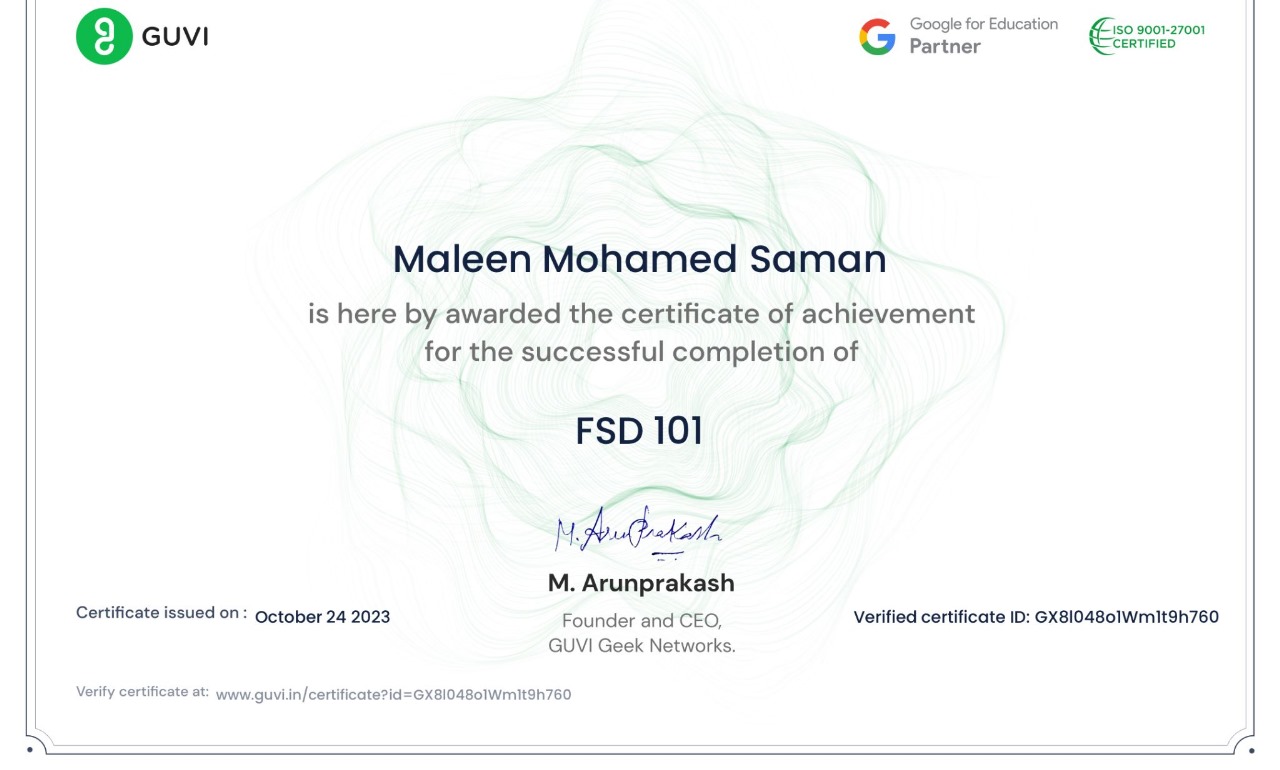 GUVI
Google for Education
Partner
ISO 9001-27001
CERTIFIED
Maleen Mohamed Saman
is here by awarded the certificate of achievement
for the successful completion of
FSD 101
M. Arunprakash
M. Arunprakash
Founder and CEO,
GUVI Geek Networks.
Certificate issued on : October 24 2023
Verified certificate ID: GX8l048o1Wm1t9h760
Verify certificate at: www.guvi.in/certificate?id=GX8l048o1Wm1t9h760